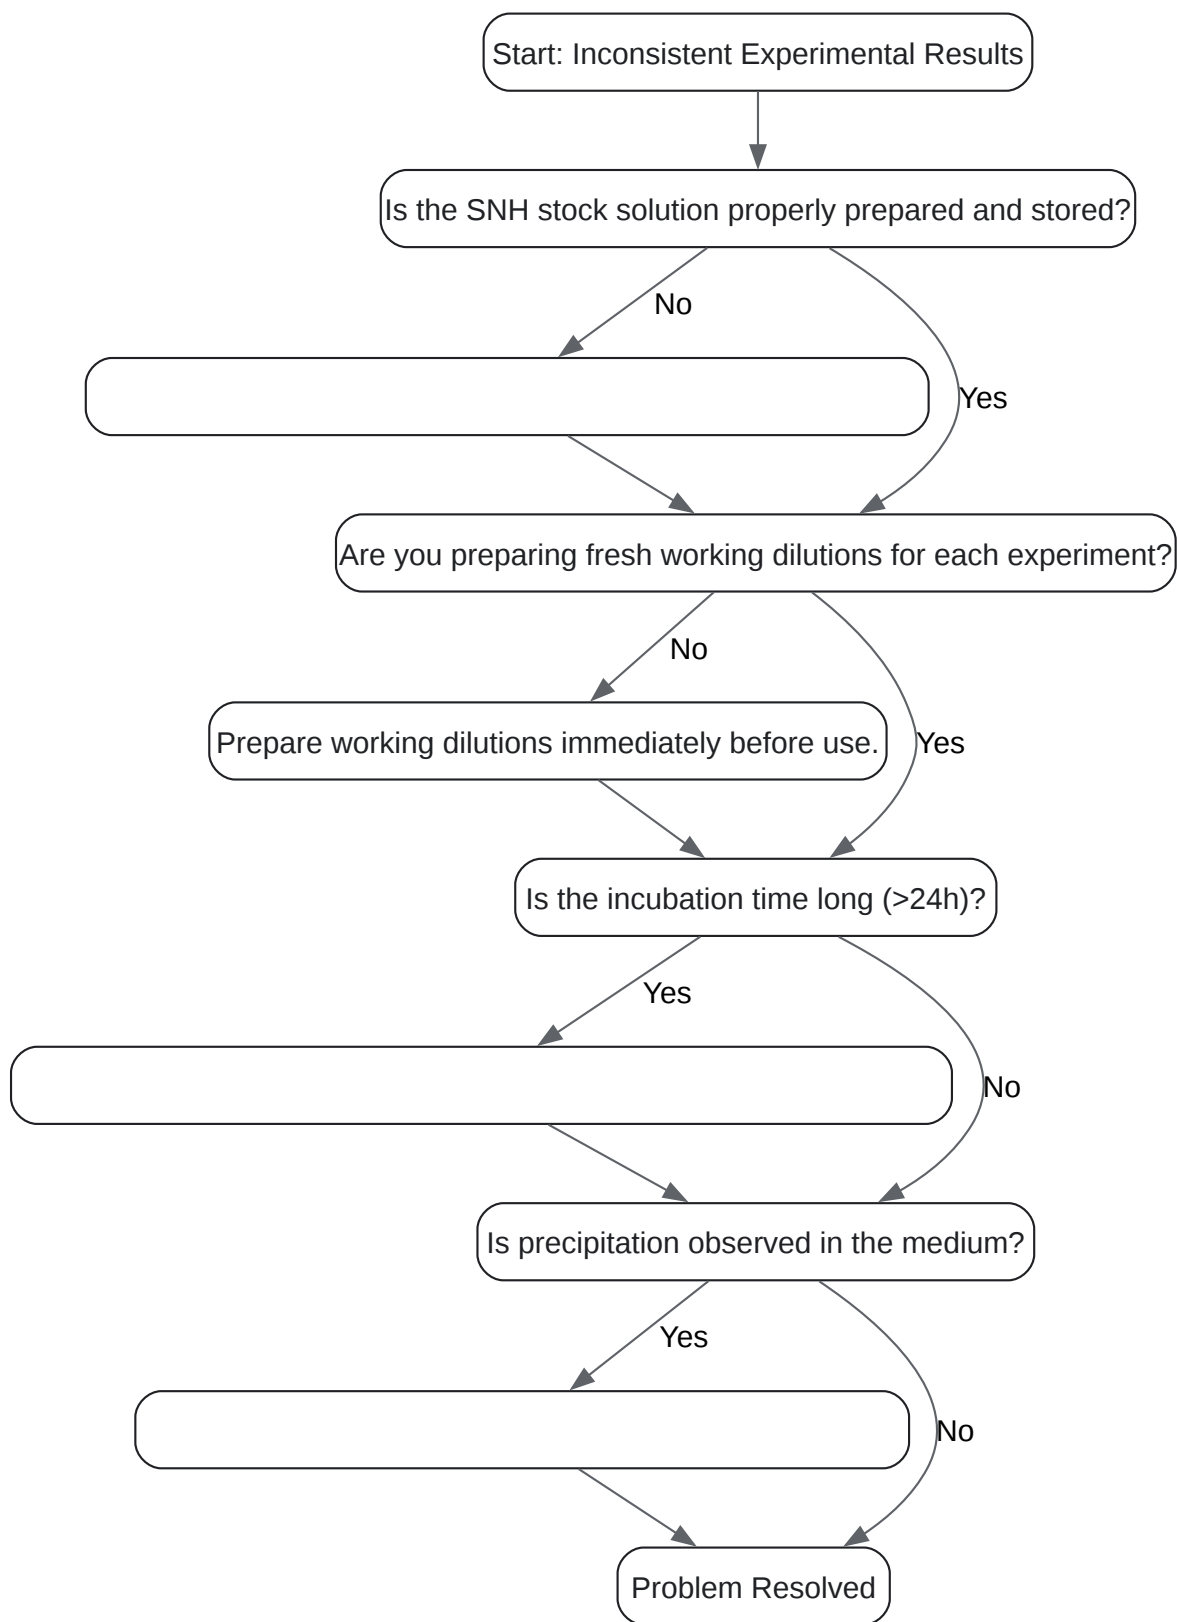 Start: Inconsistent Experimental Results
Is the SNH stock solution properly prepared and stored?
No
Yes
Are you preparing fresh working dilutions for each experiment?
No
Prepare working dilutions immediately before use.
Yes
Is the incubation time long (>24h)?
Yes
No
Is precipitation observed in the medium?
Yes
No
Problem Resolved